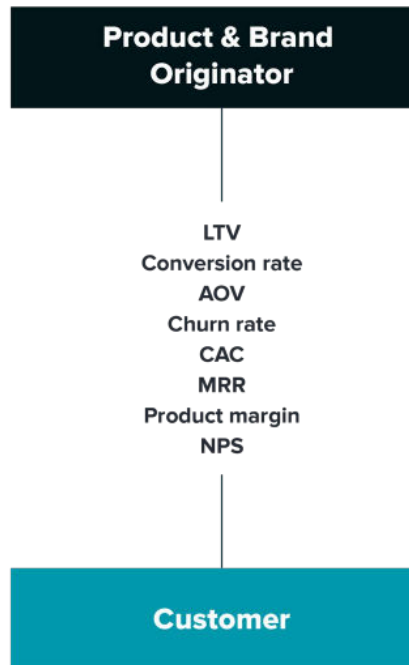 Product & Brand
Originator
LTV
Conversion rate
AOV
Churn rate
CAC
MRR
Product margin
NPS
Customer